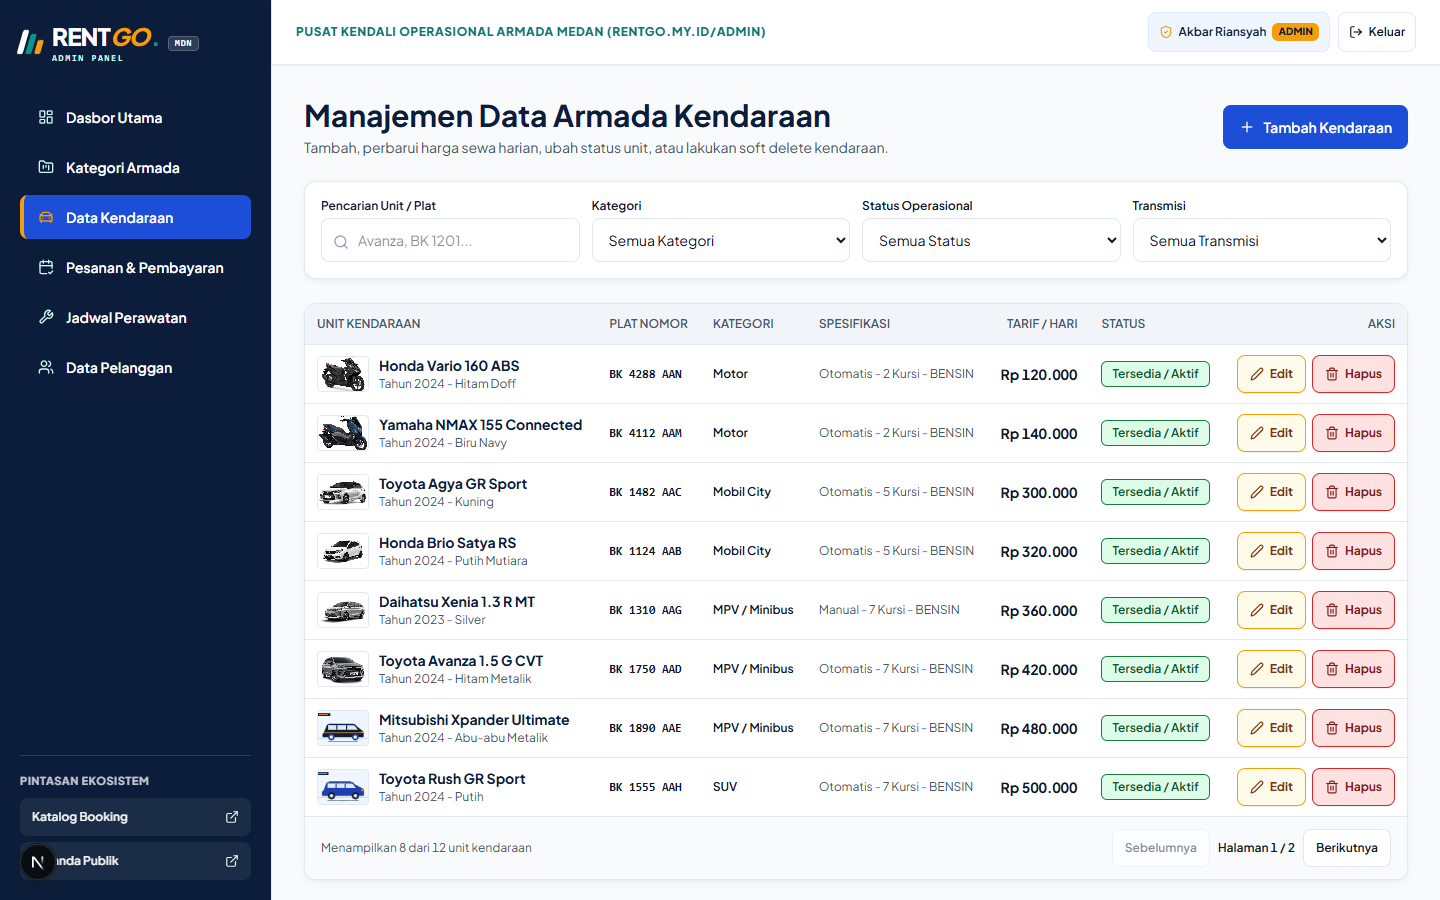 RENTGO.
MDN
ADMIN PANEL
Dasbor Utama
Kategori Armada
Data Kendaraan
Pesanan & Pembayaran
Jadwal Perawatan
Data Pelanggan
PINTASAN EKOSISTEM
Katalog Booking
N
nda Publik
PUSAT KENDALI OPERASIONAL ARMADA MEDAN (RENTGO.MY.ID/ADMIN)
Akbar Riansyah ADMIN
Keluar
Manajemen Data Armada Kendaraan
Tambah, perbarui harga sewa harian, ubah status unit, atau lakukan soft delete kendaraan.
Tambah Kendaraan
Pencarian Unit / Plat Kategori Status Operasional Transmisi
Avanza, BK 1201... Semua Kategori Semua Status Semua Transmisi
UNIT KENDARAAN PLAT NOMOR KATEGORI SPESIFIKASI TARIF / HARI STATUS AKSI
Honda Vario 160 ABS
Tahun 2024 - Hitam Doff
BK 4288 AAN Motor Otomatis - 2 Kursi - BENSIN Rp 120.000 Tersedia / Aktif Edit Hapus
Yamaha NMAX 155 Connected
Tahun 2024 - Biru Navy
BK 4112 AAM Motor Otomatis - 2 Kursi - BENSIN Rp 140.000 Tersedia / Aktif Edit Hapus
Toyota Agya GR Sport
Tahun 2024 - Kuning
BK 1482 AAC Mobil City Otomatis - 5 Kursi - BENSIN Rp 300.000 Tersedia / Aktif Edit Hapus
Honda Brio Satya RS
Tahun 2024 - Putih Mutiara
BK 1124 AAB Mobil City Otomatis - 5 Kursi - BENSIN Rp 320.000 Tersedia / Aktif Edit Hapus
Daihatsu Xenia 1.3 R MT
Tahun 2023 - Silver
BK 1310 AAG MPV / Minibus Manual - 7 Kursi - BENSIN Rp 360.000 Tersedia / Aktif Edit Hapus
Toyota Avanza 1.5 G CVT
Tahun 2024 - Hitam Metalik
BK 1750 AAD MPV / Minibus Otomatis - 7 Kursi - BENSIN Rp 420.000 Tersedia / Aktif Edit Hapus
Mitsubishi Xpander Ultimate
Tahun 2024 - Abu-abu Metalik
BK 1890 AAE MPV / Minibus Otomatis - 7 Kursi - BENSIN Rp 480.000 Tersedia / Aktif Edit Hapus
Toyota Rush GR Sport
Tahun 2024 - Putih
BK 1555 AAH SUV Otomatis - 7 Kursi - BENSIN Rp 500.000 Tersedia / Aktif Edit Hapus
Menampilkan 8 dari 12 unit kendaraan
Sebelumnya Halaman 1 / 2 Berikutnya